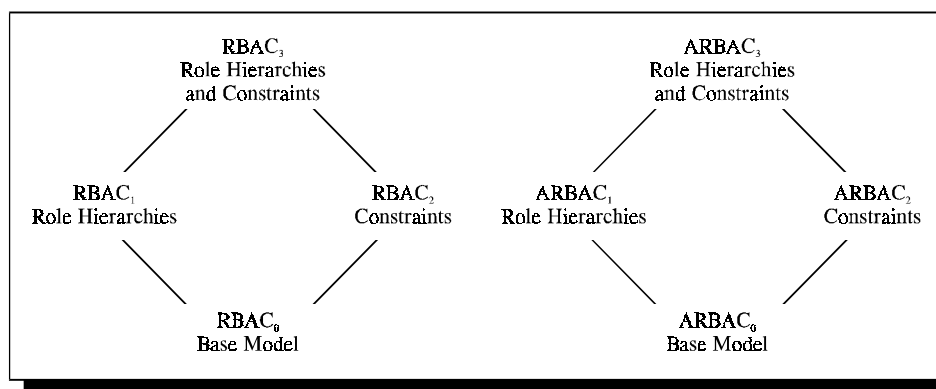 RBAC₃
Role Hierarchies
and Constraints
RBAC₁
Role Hierarchies
RBAC₂
Constraints
RBAC₀
Base Model
ARBAC₃
Role Hierarchies
and Constraints
ARBAC₁
Role Hierarchies
ARBAC₂
Constraints
ARBAC₀
Base Model